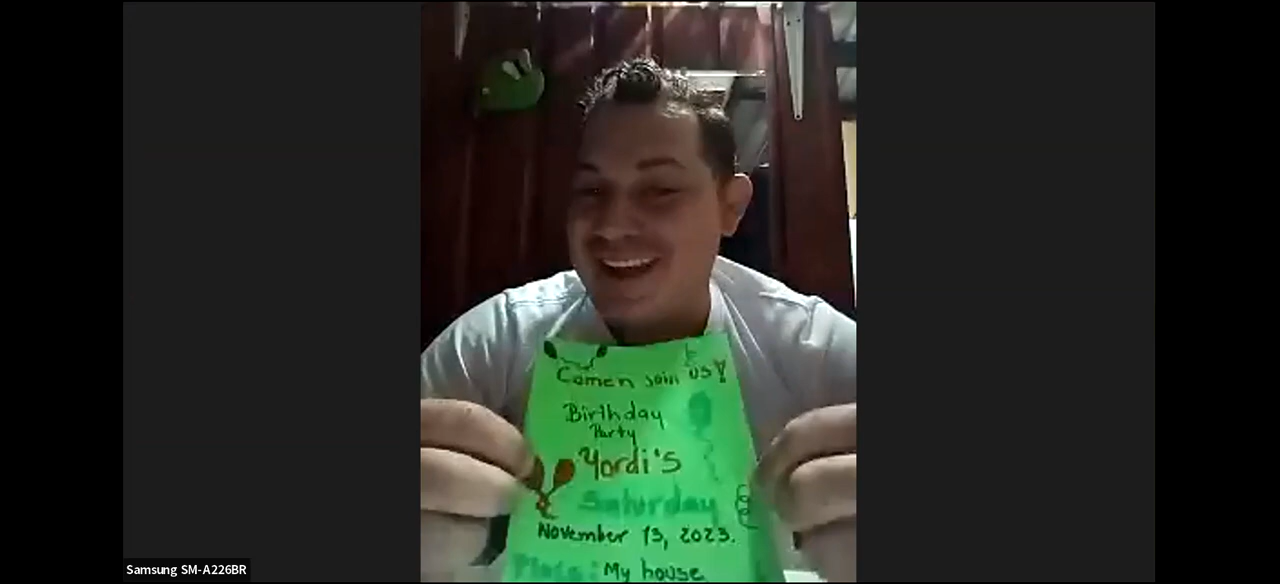 Comen Join us!
Birthday
Party
Yordi's
Saturday
November 13, 2023.
Place: My house
Samsung SM-A226BR